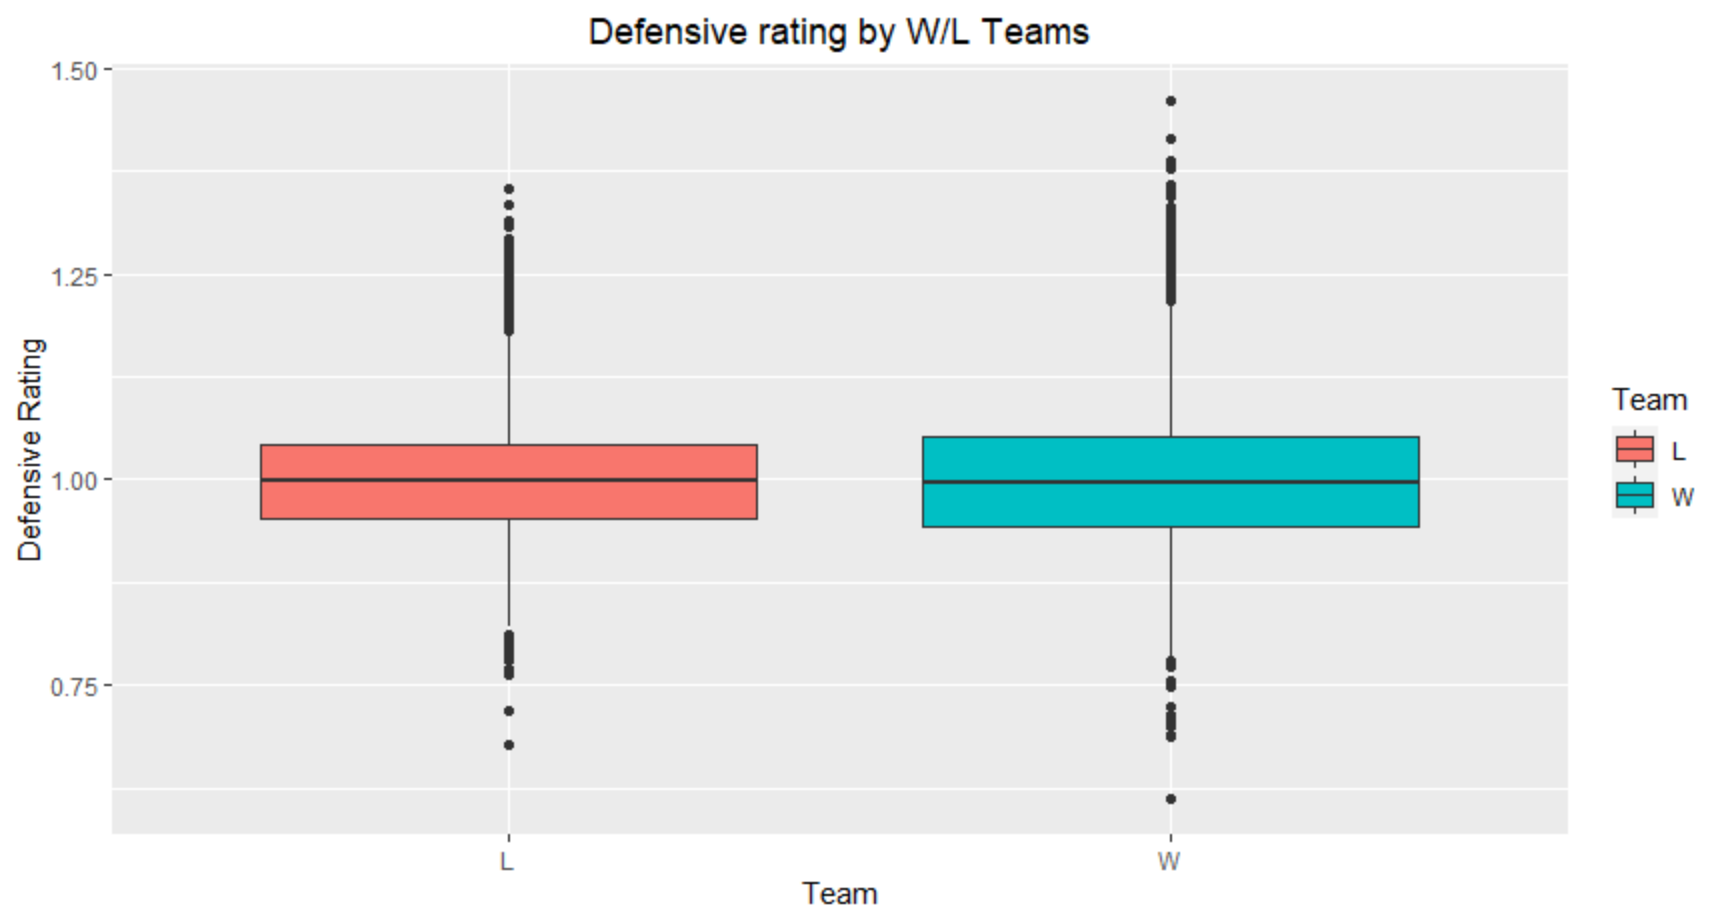 Defensive rating by W/L Teams
1.50
1.25
1.00
0.75
Defensive Rating
L
W
Team
Team
L
W